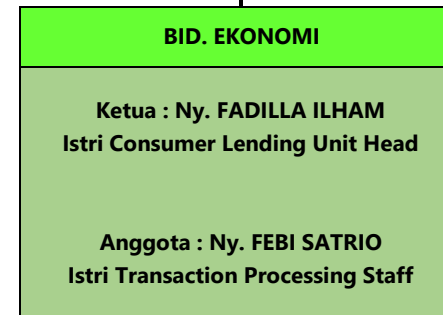 BID. EKONOMI
Ketua : Ny. FADILLA ILHAM
Istri Consumer Lending Unit Head
Anggota : Ny. FEBI SATRIO
Istri Transaction Processing Staff